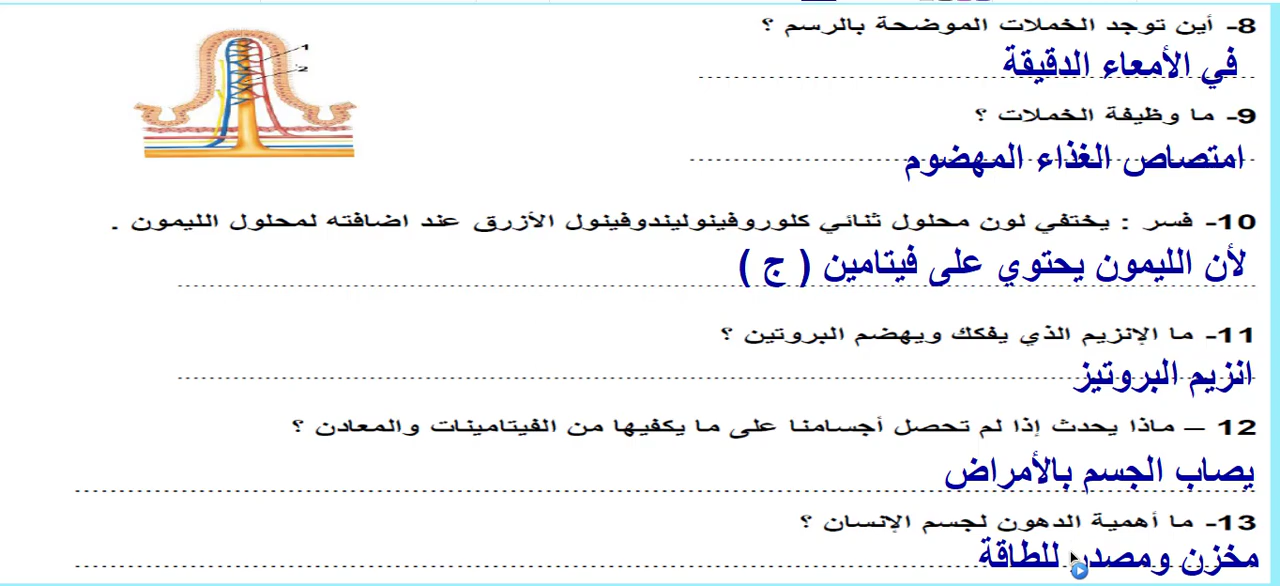 8- أين توجد الخملات الموضحة بالرسم ؟
1
2
في الأمعاء الدقيقة
9- ما وظيفة الخملات ؟
امتصاص الغذاء المهضوم
10- فسر : يختفي لون محلول ثنائي كلوروفينوليندوفينول الأزرق عند اضافته لمحلول الليمون .
لأن الليمون يحتوي على فيتامين ( ج )
11- ما الإنزيم الذي يفكك ويهضم البروتين ؟
انزيم البروتيز
12 – ماذا يحدث إذا لم تحصل أجسامنا على ما يكفيها من الفيتامينات والمعادن ؟
يصاب الجسم بالأمراض
13- ما أهمية الدهون لجسم الإنسان ؟
مخزن ومصدر للطاقة